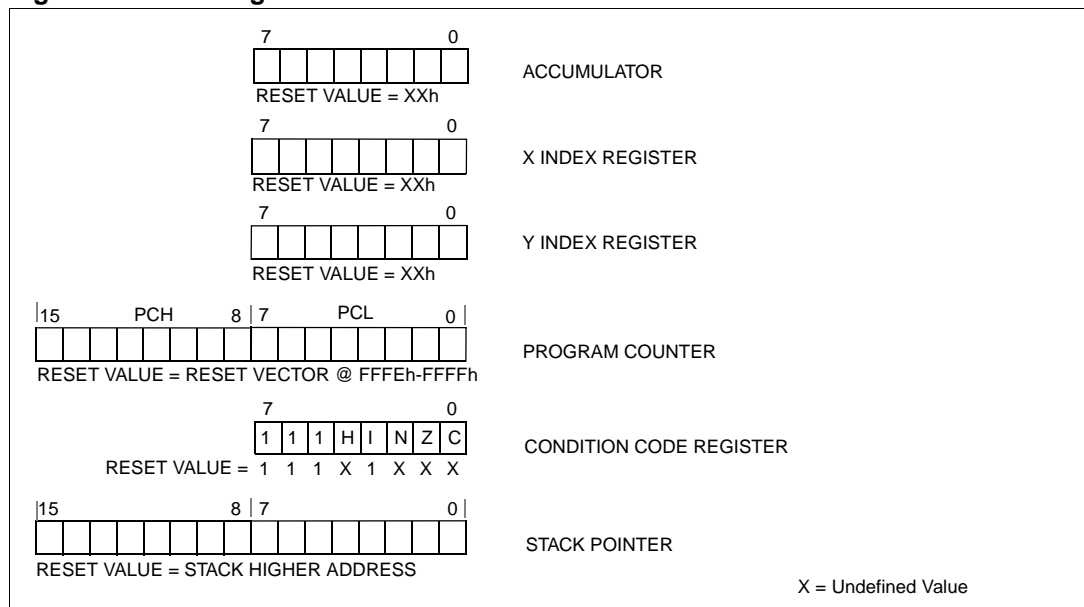 7 0
ACCUMULATOR
RESET VALUE = XXh
7 0
X INDEX REGISTER
RESET VALUE = XXh
7 0
Y INDEX REGISTER
RESET VALUE = XXh
15 PCH 8 7 PCL 0
PROGRAM COUNTER
RESET VALUE = RESET VECTOR @ FFFEh-FFFFh
7 0
1 1 1 H I N Z C
CONDITION CODE REGISTER
RESET VALUE = 1 1 1 X 1 X X X
15 8 7 0
STACK POINTER
RESET VALUE = STACK HIGHER ADDRESS
X = Undefined Value